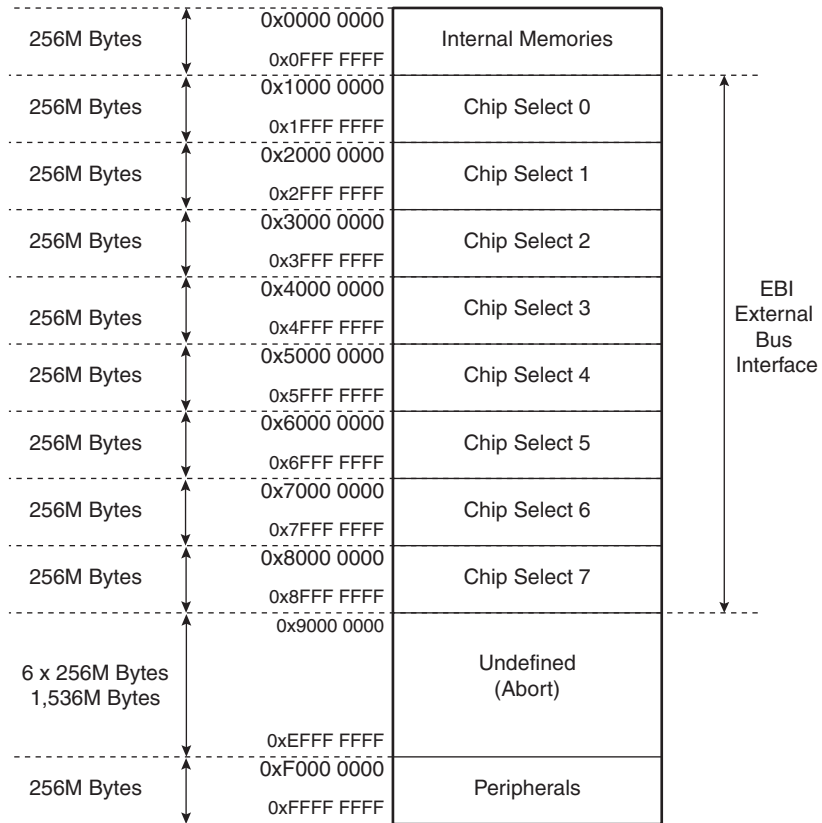 0x0000 0000
256M Bytes
Internal Memories
0x0FFF FFFF
0x1000 0000
256M Bytes
Chip Select 0
0x1FFF FFFF
0x2000 0000
256M Bytes
Chip Select 1
0x2FFF FFFF
0x3000 0000
256M Bytes
Chip Select 2
0x3FFF FFFF
0x4000 0000
256M Bytes
Chip Select 3
0x4FFF FFFF
EBI
External
Bus
Interface
0x5000 0000
256M Bytes
Chip Select 4
0x5FFF FFFF
0x6000 0000
256M Bytes
Chip Select 5
0x6FFF FFFF
0x7000 0000
256M Bytes
Chip Select 6
0x7FFF FFFF
0x8000 0000
256M Bytes
Chip Select 7
0x8FFF FFFF
0x9000 0000
6 x 256M Bytes
1,536M Bytes
Undefined
(Abort)
0xEFFF FFFF
0xF000 0000
256M Bytes
Peripherals
0xFFFF FFFF